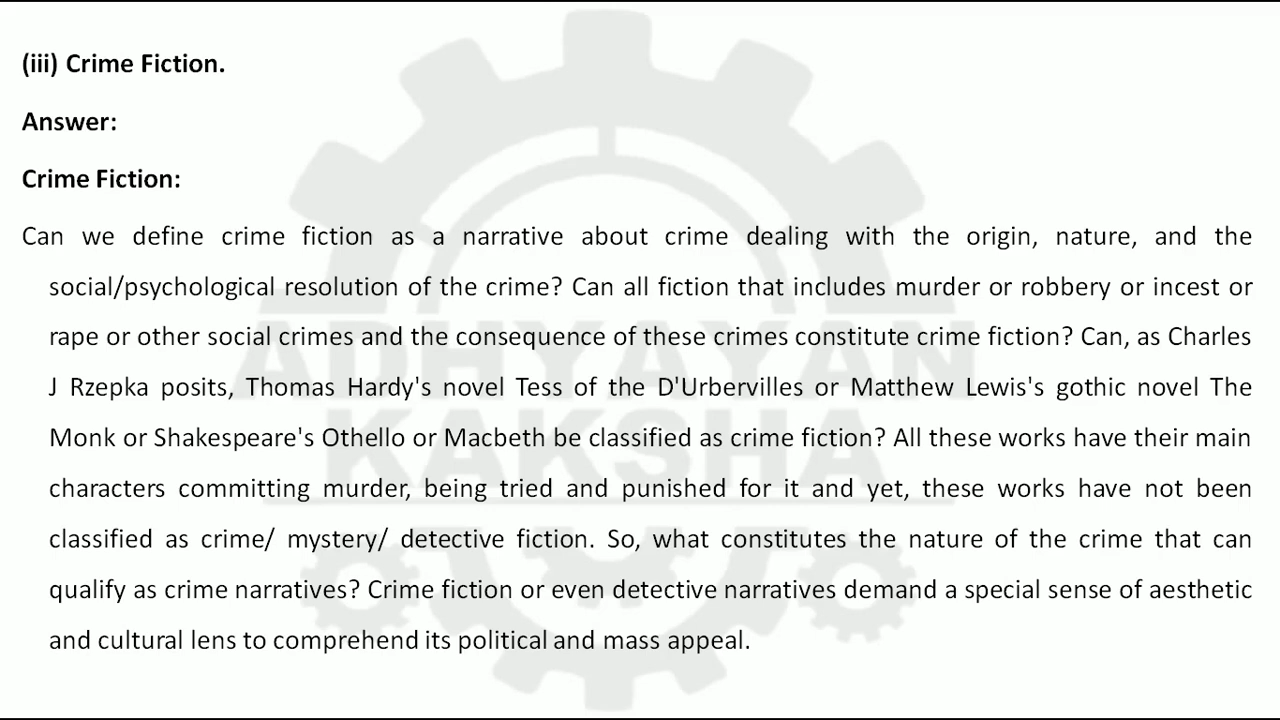 (iii) Crime Fiction.
Answer:
Crime Fiction:
Can we define crime fiction as a narrative about crime dealing with the origin, nature, and the
social/psychological resolution of the crime? Can all fiction that includes murder or robbery or incest or
rape or other social crimes and the consequence of these crimes constitute crime fiction? Can, as Charles
J Rzepka posits, Thomas Hardy's novel Tess of the D'Urbervilles or Matthew Lewis's gothic novel The
Monk or Shakespeare's Othello or Macbeth be classified as crime fiction? All these works have their main
characters committing murder, being tried and punished for it and yet, these works have not been
classified as crime/ mystery/ detective fiction. So, what constitutes the nature of the crime that can
qualify as crime narratives? Crime fiction or even detective narratives demand a special sense of aesthetic
and cultural lens to comprehend its political and mass appeal.
ADHYAYAN
KAKSHA